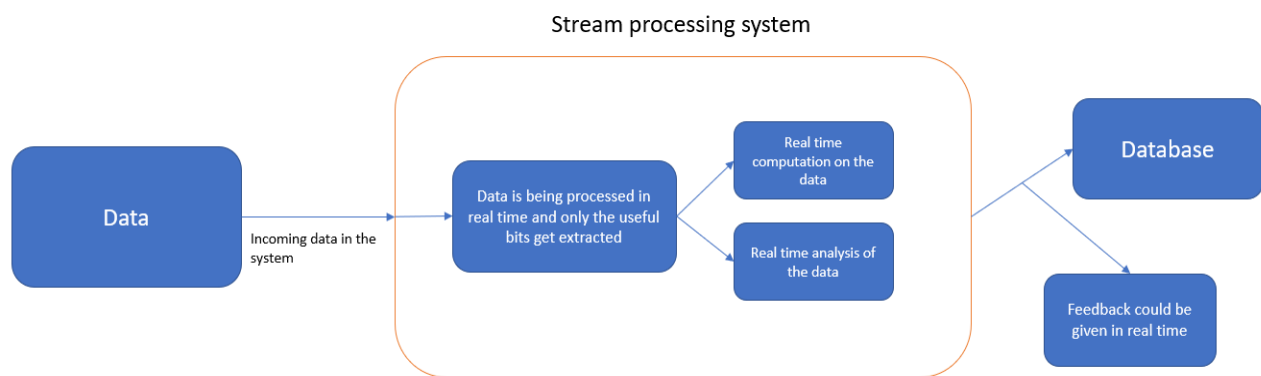 Stream processing system
Data
Incoming data in the
system
Data is being processed in
real time and only the useful
bits get extracted
Real time
computation on the
data
Real time analysis of
the data
Database
Feedback could be
given in real time